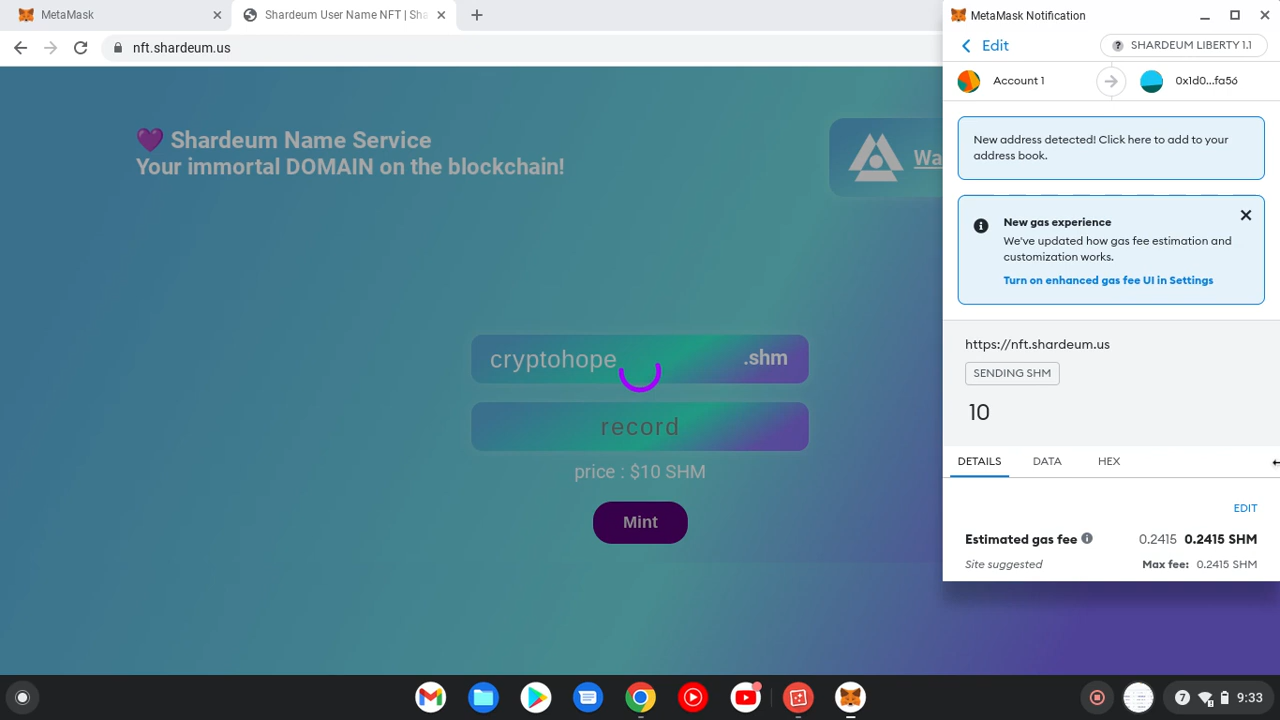 MetaMask
Shardeum User Name NFT | Sha
nft.shardeum.us
💜 Shardeum Name Service
Your immortal DOMAIN on the blockchain!
Wa
cryptohope
.shm
record
price : $10 SHM
Mint
MetaMask Notification
Edit
SHARDEUM LIBERTY 1.1
Account 1
0x1d0...fa56
New address detected! Click here to add to your
address book.
New gas experience
We've updated how gas fee estimation and
customization works.
Turn on enhanced gas fee UI in Settings
https://nft.shardeum.us
SENDING SHM
10
DETAILS DATA HEX
EDIT
Estimated gas fee 0.2415 0.2415 SHM
Site suggested Max fee: 0.2415 SHM
7 9:33